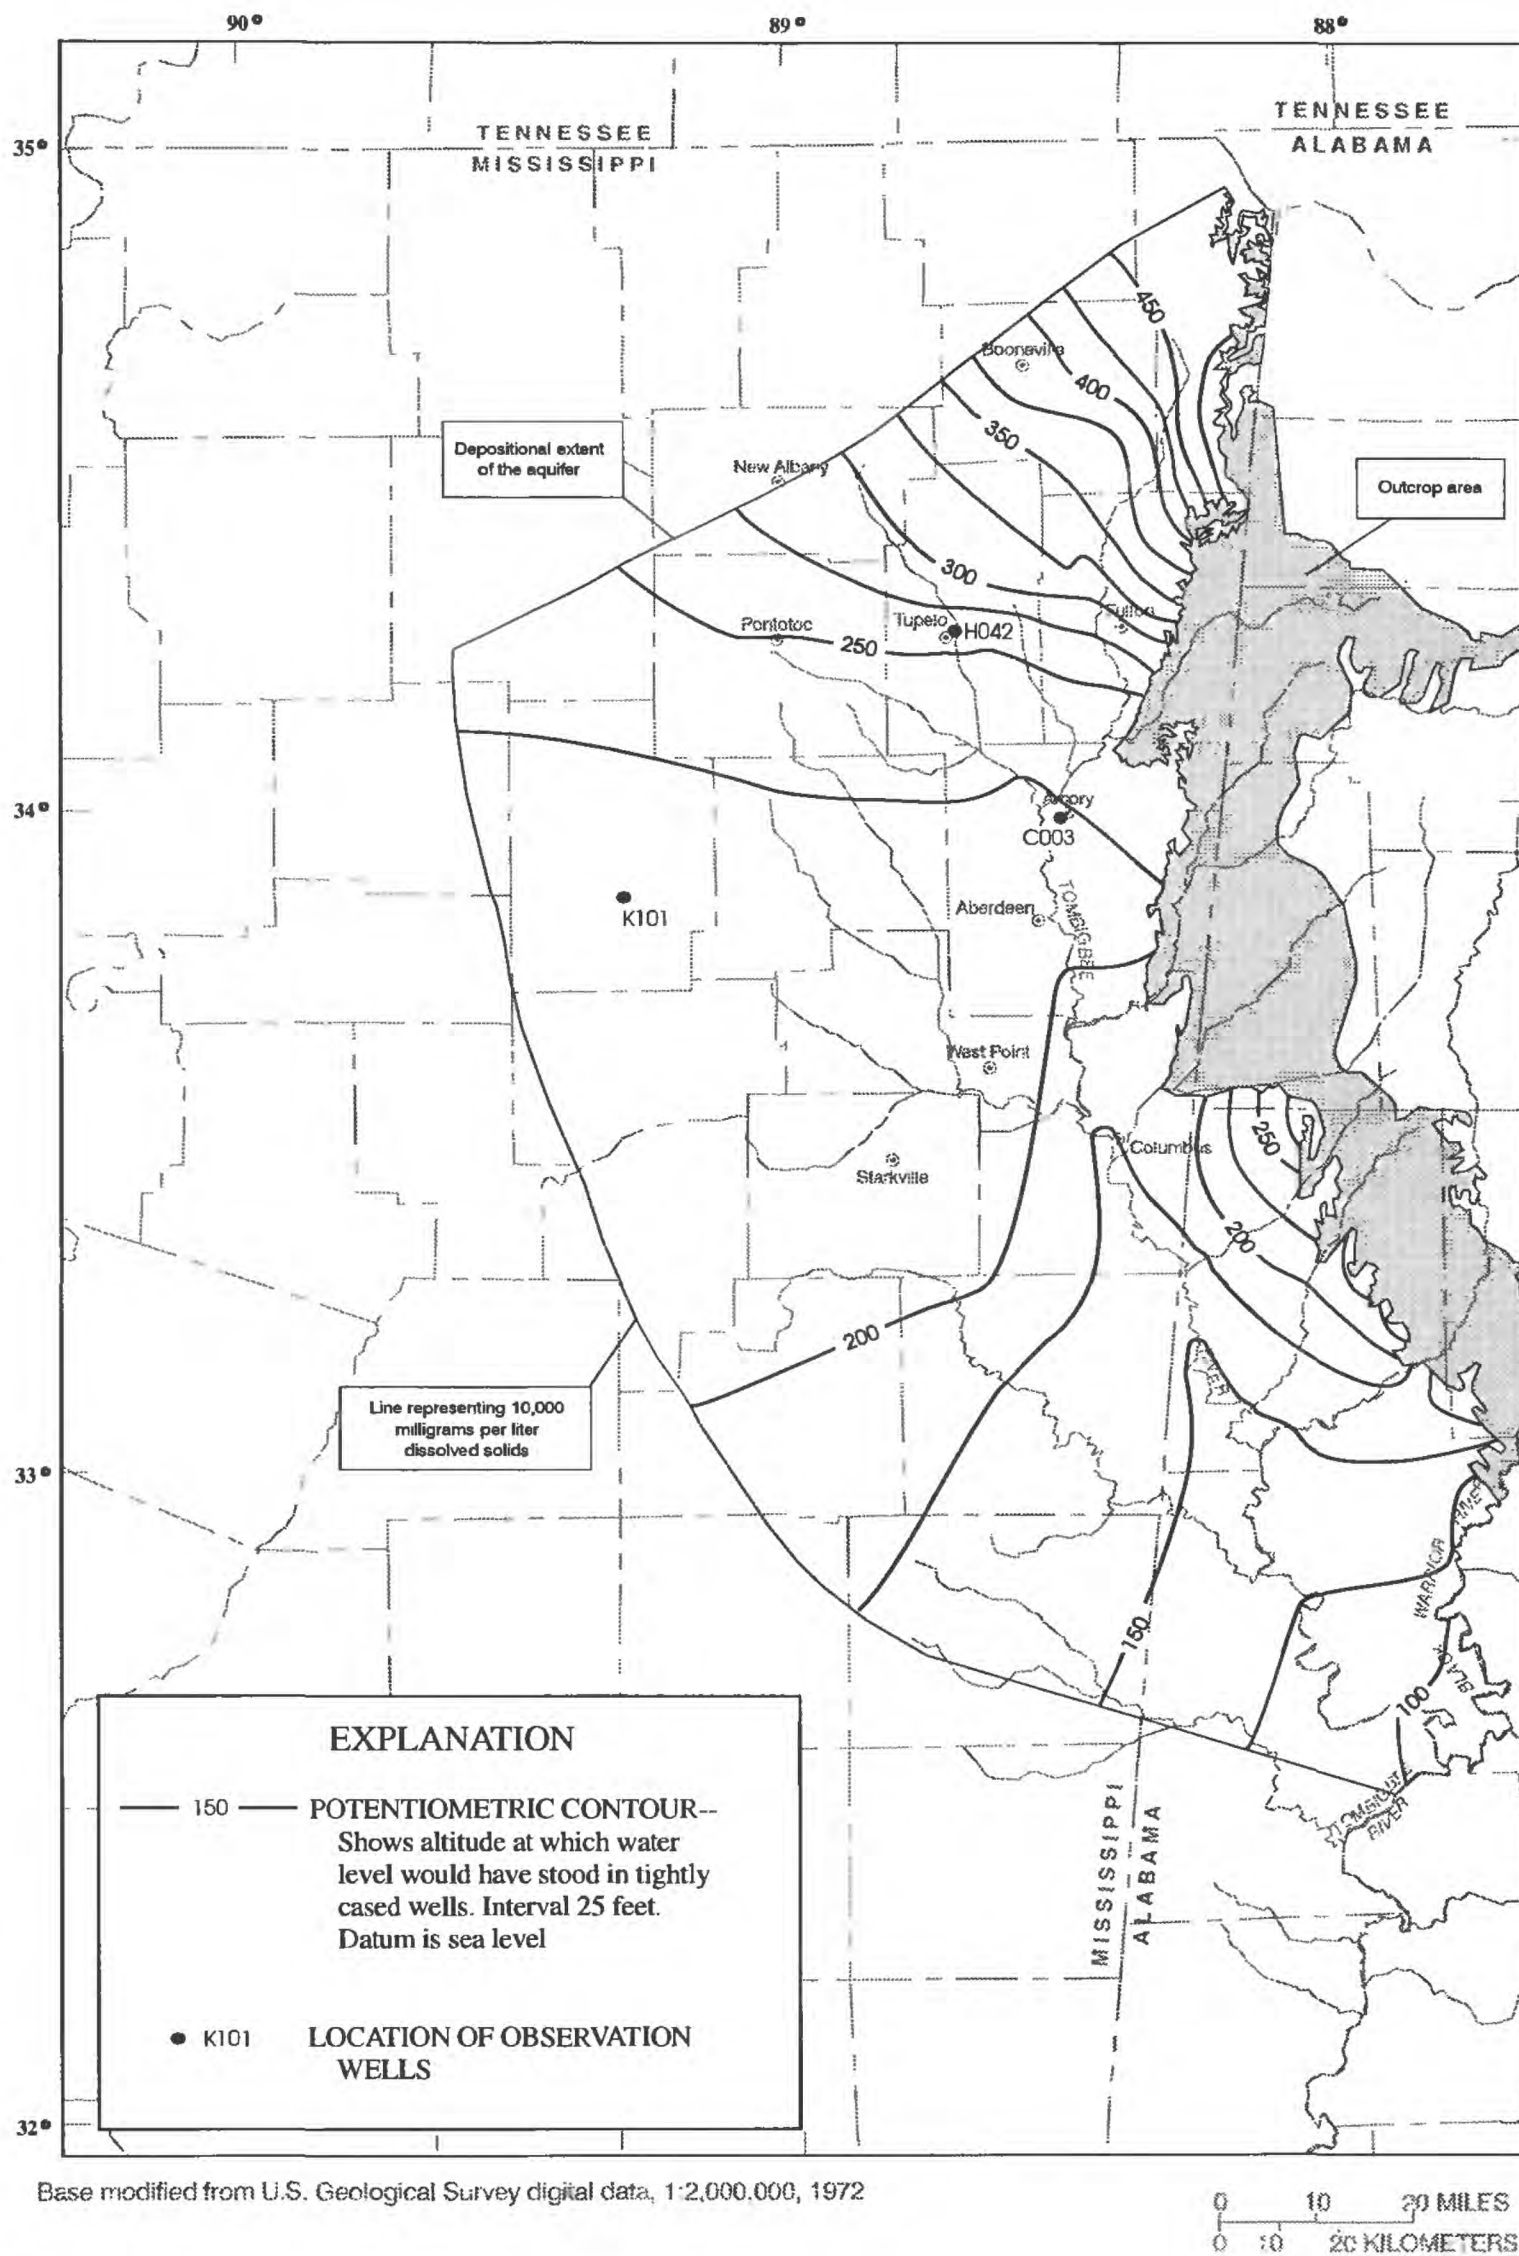 90° 89° 88°
TENNESSEE
MISSISSIPPI
TENNESSEE
ALABAMA
35°
450
Booneville
400
350
Depositional extent
of the aquifer
New Albany
Outcrop area
300
Fulton
Pontotoc
Tupelo
H042
250
34°
Amory
C003
K101
Aberdeen
TOMBIGBEE
West Point
Columbus
250
Starkville
200
200
RIVER
Line representing 10,000
milligrams per liter
dissolved solids
33°
RIVER
WARRIOR
BLACK
150
100
TOMBIGBEE
RIVER
MISSISSIPPI
ALABAMA
EXPLANATION
150 POTENTIOMETRIC CONTOUR--
Shows altitude at which water
level would have stood in tightly
cased wells. Interval 25 feet.
Datum is sea level
K101 LOCATION OF OBSERVATION
WELLS
32°
Base modified from U.S. Geological Survey digital data, 1:2,000,000, 1972
0 10 20 MILES
0 10 20 KILOMETERS